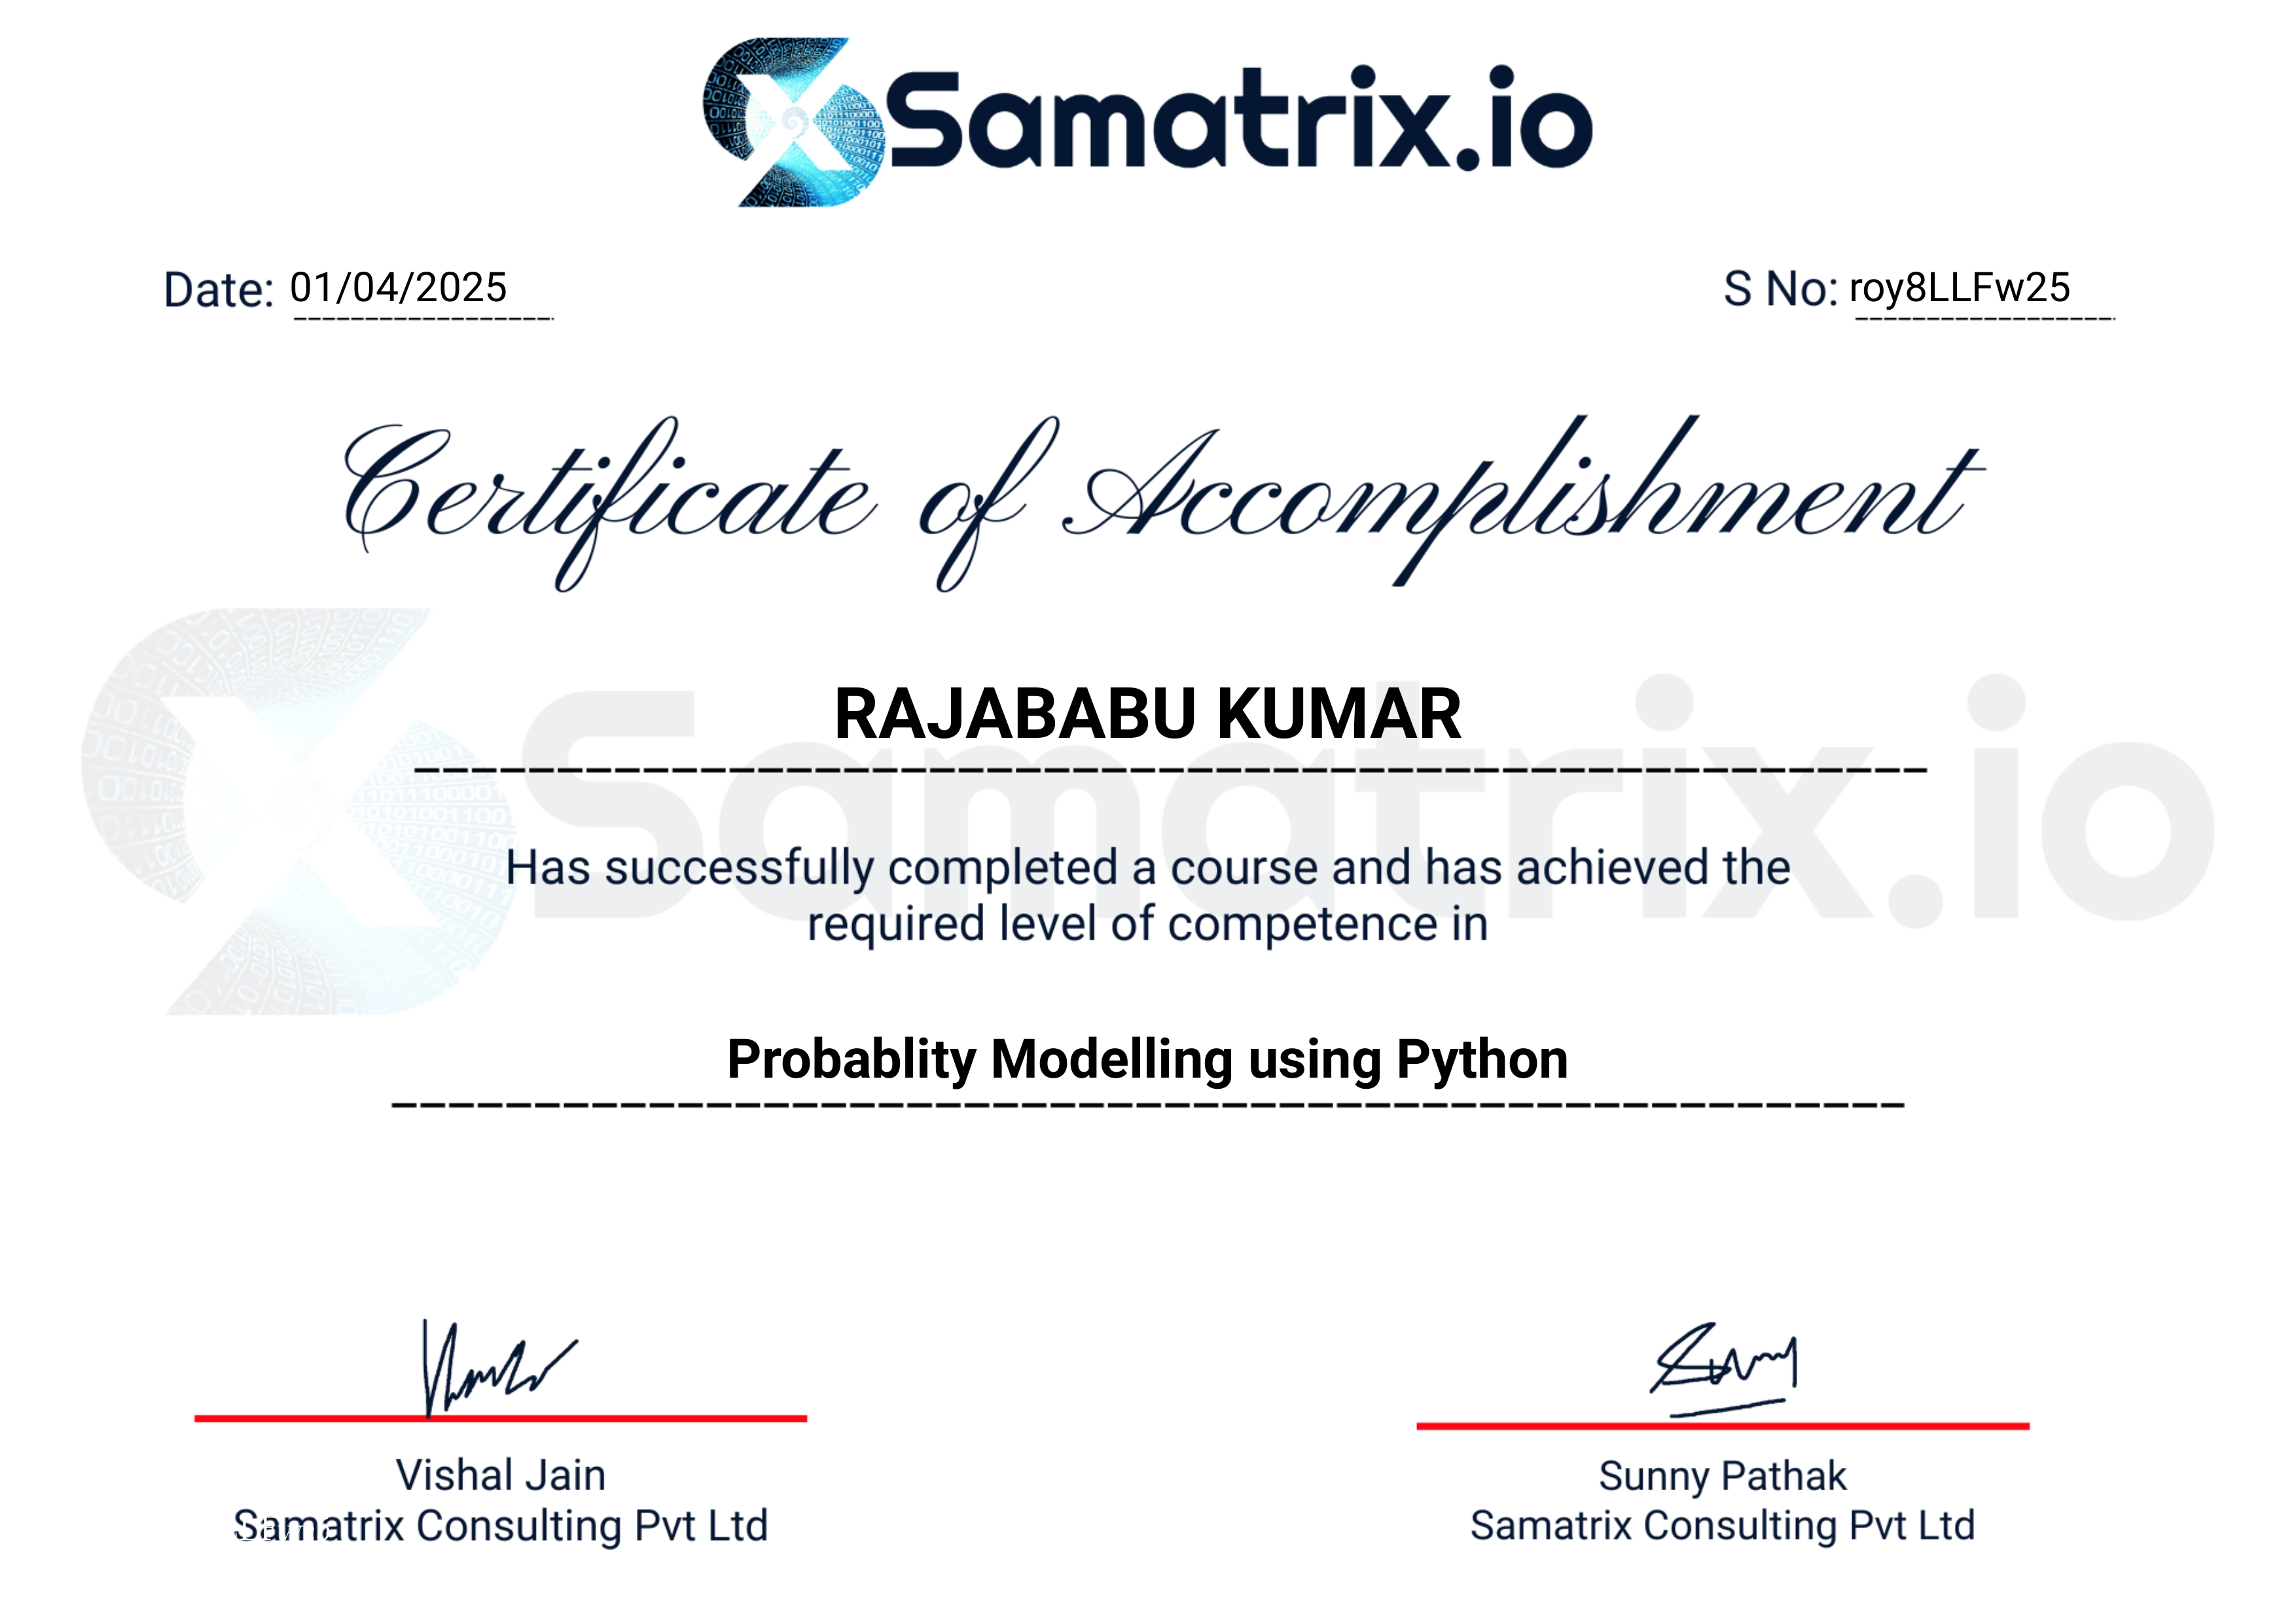 Samatrix.io
Date: 01/04/2025
S No: roy8LLFw25
Certificate of Accomplishment
Samatrix.io
RAJABABU KUMAR
Has successfully completed a course and has achieved the
required level of competence in
Probablity Modelling using Python
Vishal Jain
Samatrix Consulting Pvt Ltd
Sunny Pathak
Samatrix Consulting Pvt Ltd